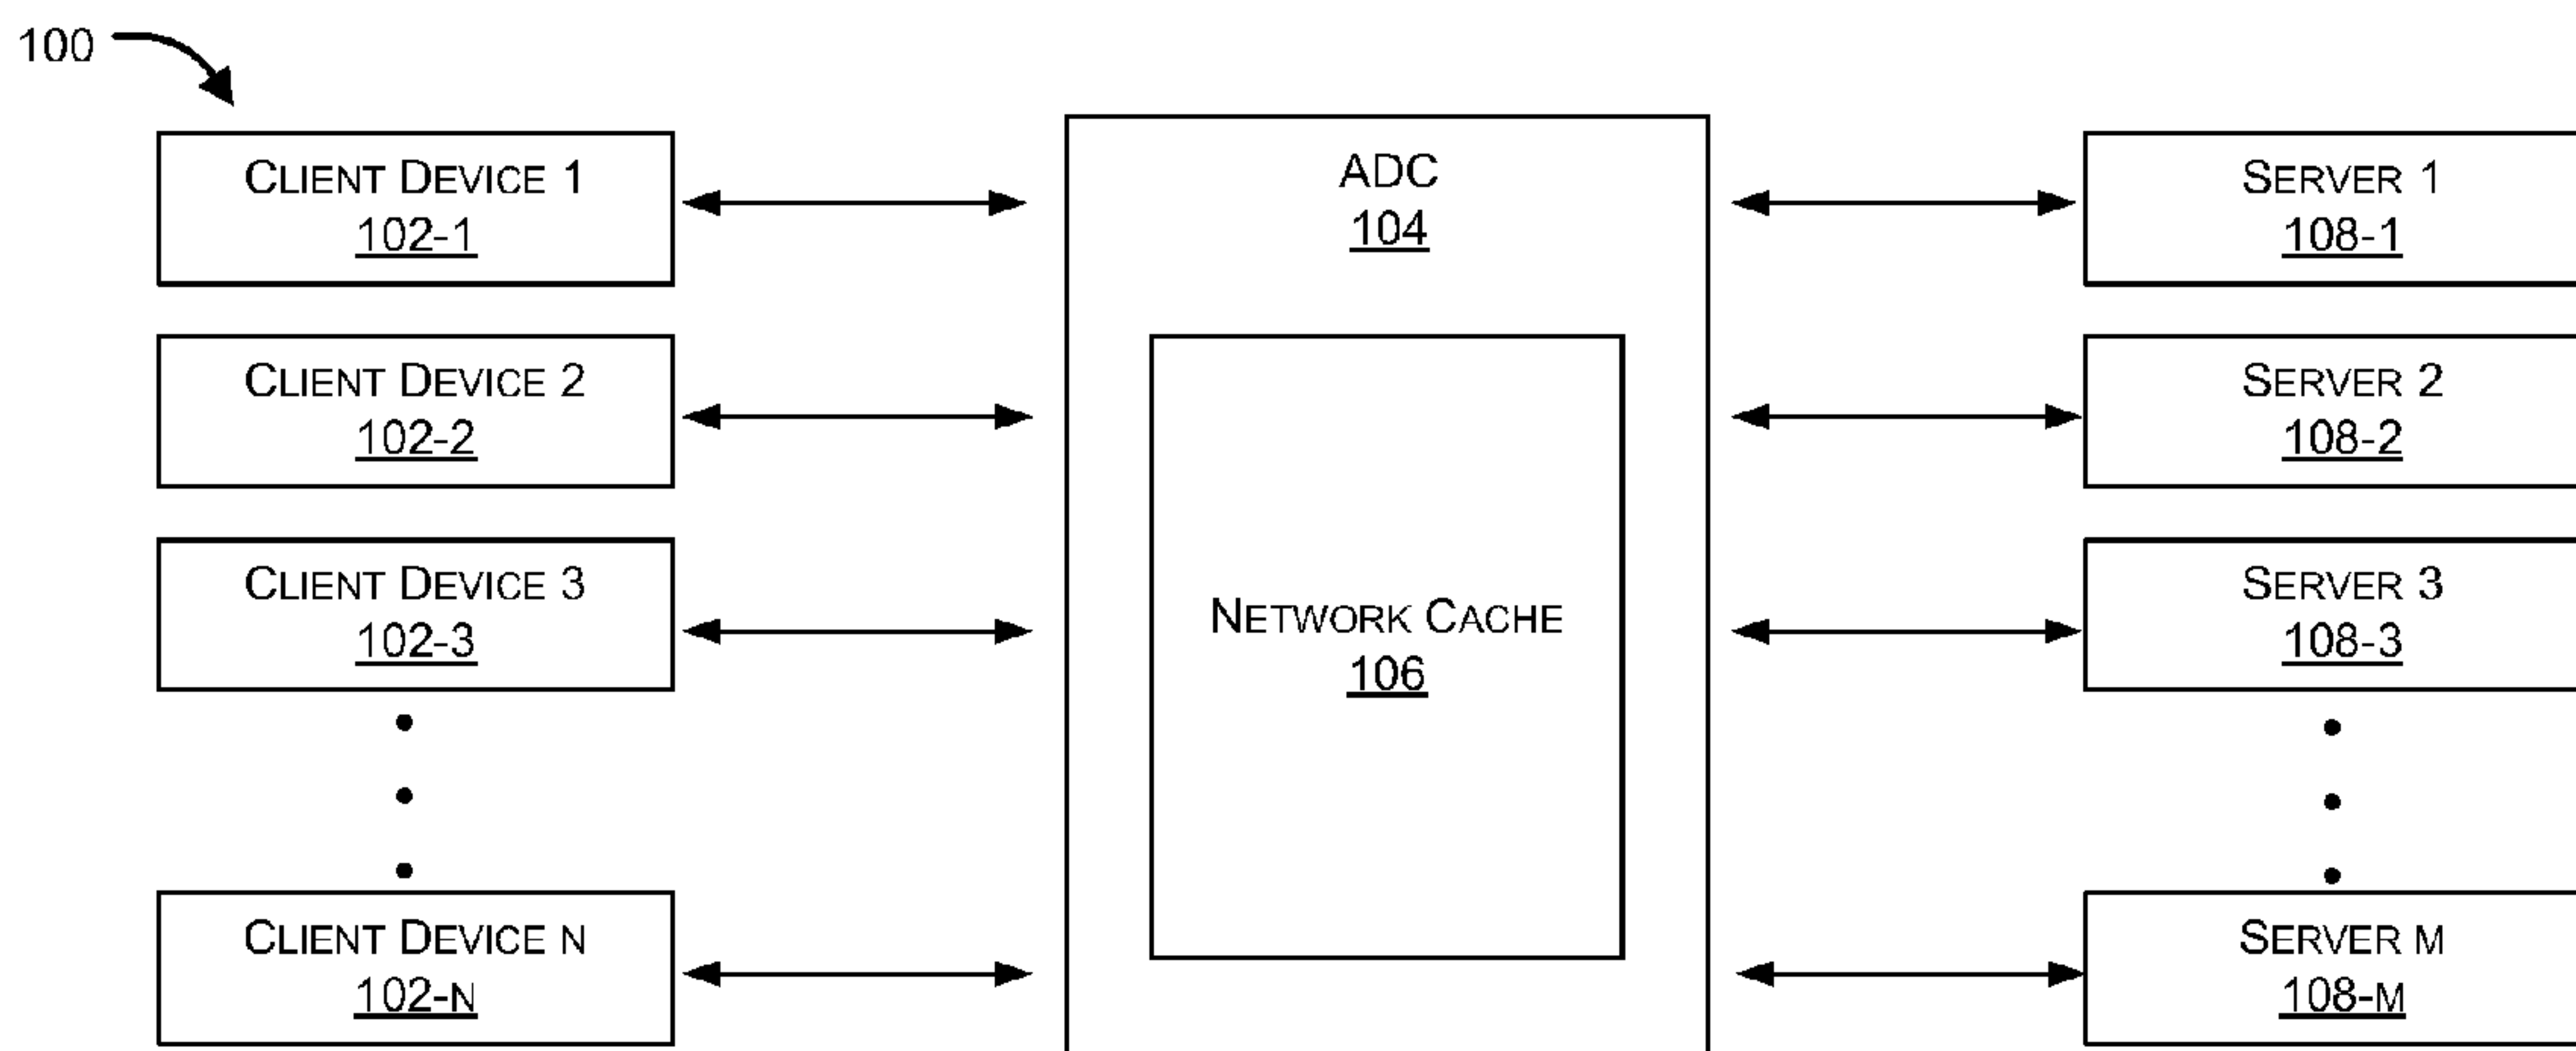 100
CLIENT DEVICE 1
102-1
CLIENT DEVICE 2
102-2
CLIENT DEVICE 3
102-3
CLIENT DEVICE N
102-N
ADC
104
NETWORK CACHE
106
SERVER 1
108-1
SERVER 2
108-2
SERVER 3
108-3
SERVER M
108-M